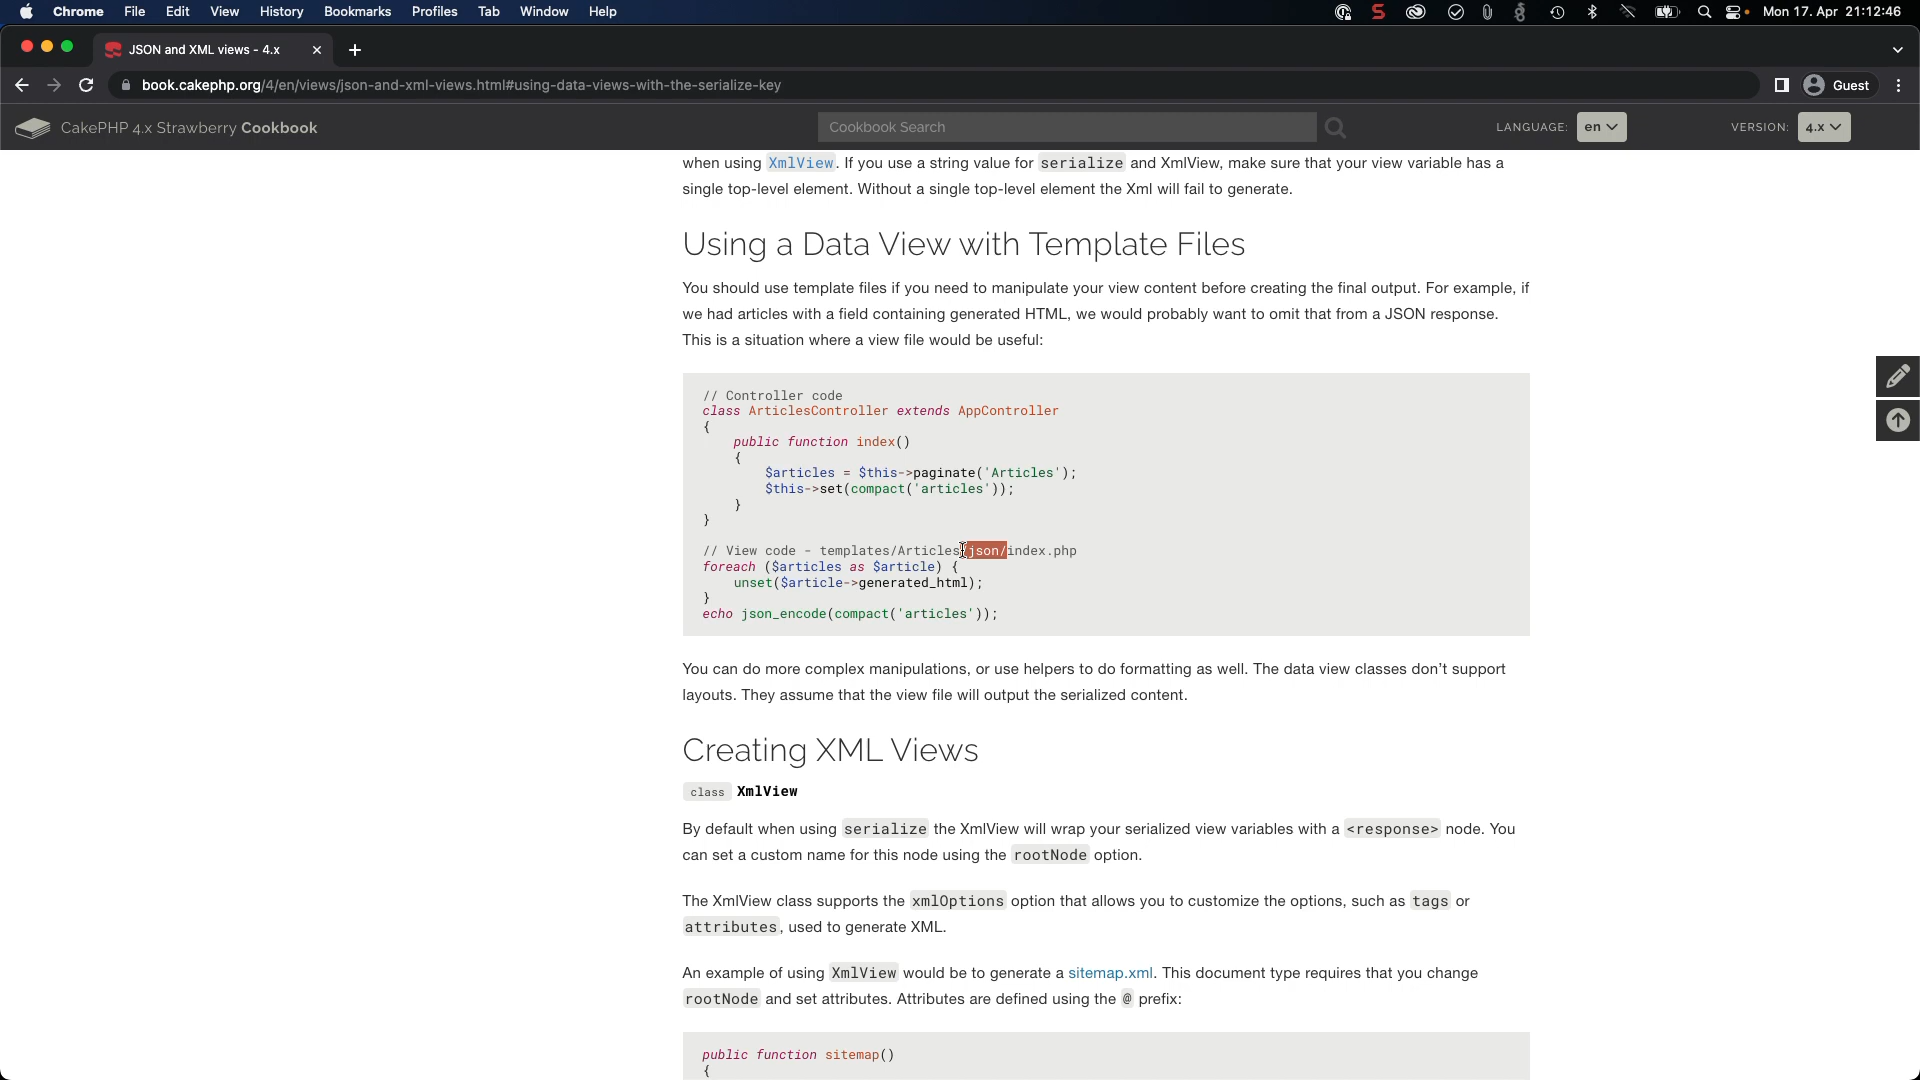 Chrome File Edit View History Bookmarks Profiles Tab Window Help Mon 17. Apr 21:12:46
JSON and XML views - 4.x
book.cakephp.org/4/en/views/json-and-xml-views.html#using-data-views-with-the-serialize-key Guest
CakePHP 4.x Strawberry Cookbook Cookbook Search LANGUAGE: en VERSION: 4.x
when using XmlView. If you use a string value for serialize and XmlView, make sure that your view variable has a
single top-level element. Without a single top-level element the Xml will fail to generate.
Using a Data View with Template Files
You should use template files if you need to manipulate your view content before creating the final output. For example, if
we had articles with a field containing generated HTML, we would probably want to omit that from a JSON response.
This is a situation where a view file would be useful:
// Controller code
class ArticlesController extends AppController
{
public function index()
{
$articles = $this->paginate('Articles');
$this->set(compact('articles'));
}
}
// View code - templates/Articles/json/index.php
foreach ($articles as $article) {
unset($article->generated_html);
}
echo json_encode(compact('articles'));
You can do more complex manipulations, or use helpers to do formatting as well. The data view classes don’t support
layouts. They assume that the view file will output the serialized content.
Creating XML Views
class XmlView
By default when using serialize the XmlView will wrap your serialized view variables with a <response> node. You
can set a custom name for this node using the rootNode option.
The XmlView class supports the xmlOptions option that allows you to customize the options, such as tags or
attributes, used to generate XML.
An example of using XmlView would be to generate a sitemap.xml. This document type requires that you change
rootNode and set attributes. Attributes are defined using the @ prefix:
public function sitemap()
{